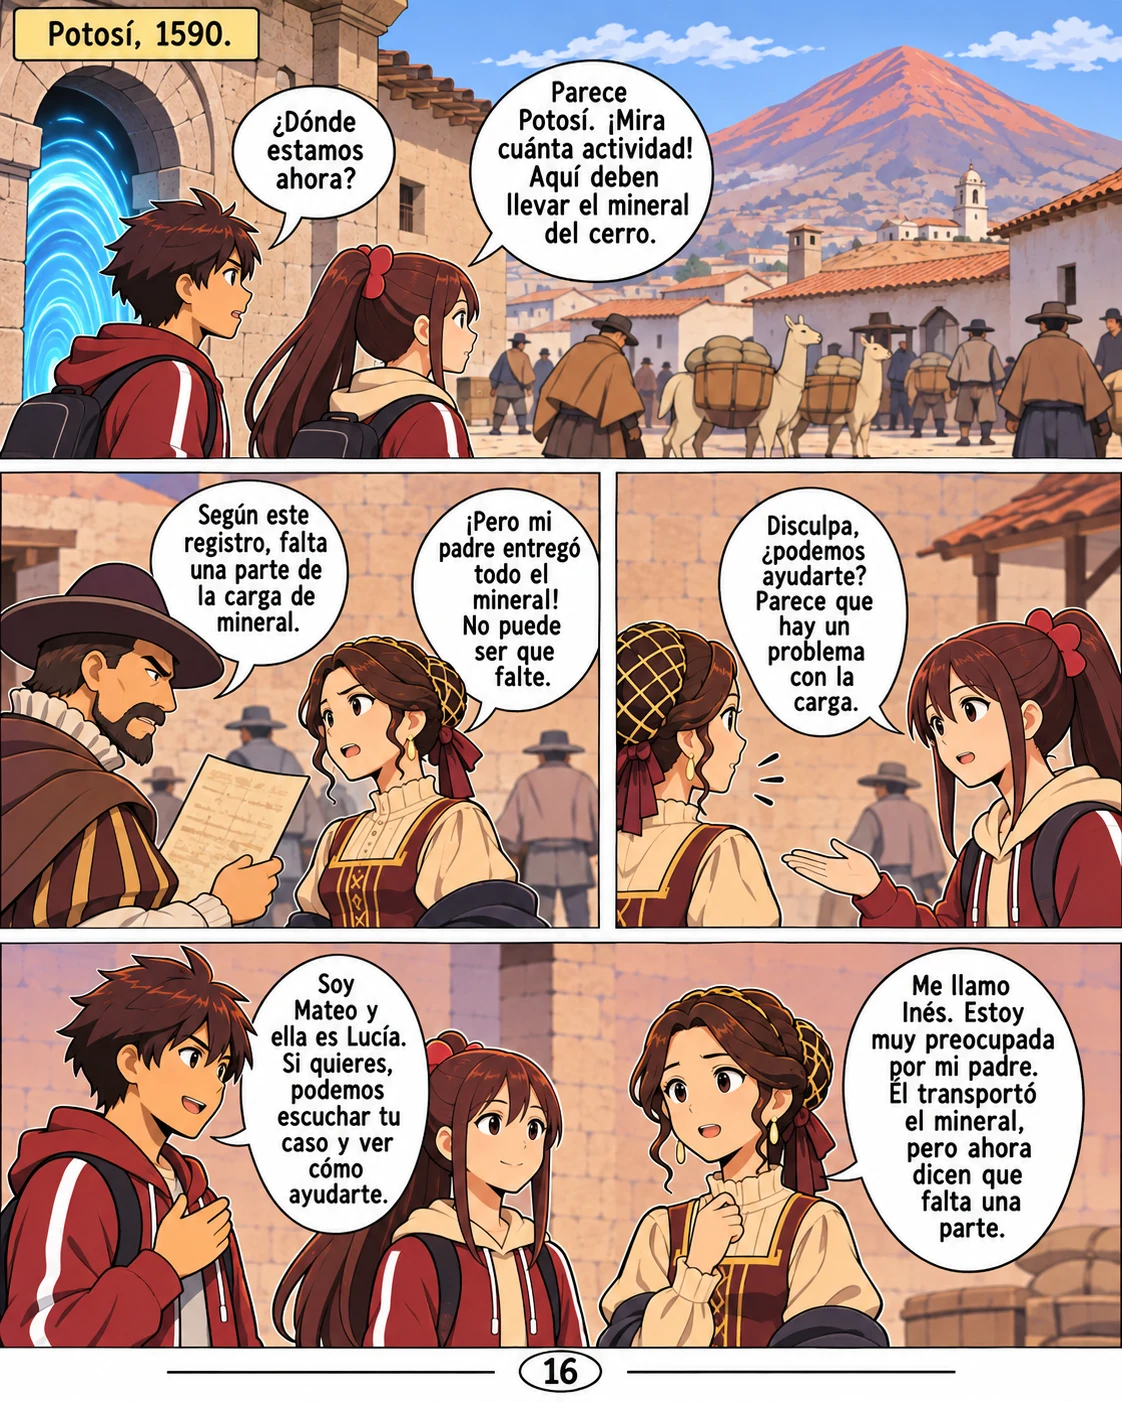 Potosí, 1590.
¿Dónde
estamos
ahora?
Parece
Potosí. ¡Mira
cuánta actividad!
Aquí deben
llevar el mineral
del cerro.
Según este
registro, falta
una parte de
la carga de
mineral.
¡Pero mi
padre entregó
todo el
mineral!
No puede
ser que
falte.
Disculpa,
¿podemos
ayudarte?
Parece que
hay un
problema
con la
carga.
Soy
Mateo y
ella es Lucía.
Si quieres,
podemos
escuchar tu
caso y ver
cómo
ayudarte.
Me llamo
Inés. Estoy
muy preocupada
por mi padre.
Él transportó
el mineral,
pero ahora
dicen que
falta una
parte.
16